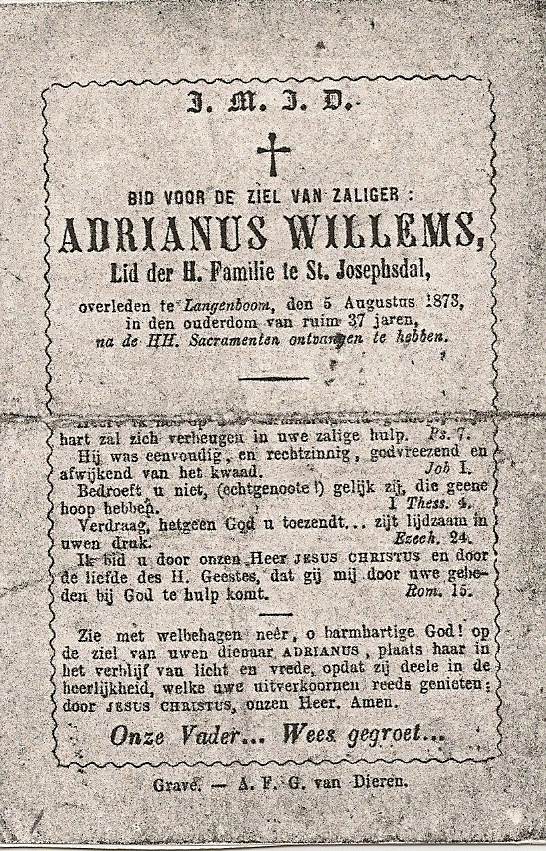 J. M. J. D.
BID VOOR DE ZIEL VAN ZALIGER :
ADRIANUS WILLEMS,
Lid der H. Familie te St. Josephsdal,
overleden te Langenboom, den 5 Augustus 1873,
in den ouderdom van ruim 37 jaren,
na de HH. Sacramenten ontvangen te hebben.
hart zal zich verheugen in uwe zalige hulp. Ps. 7.
Hij was eenvoudig, en rechtzinnig, godvreezend en
afwijkend van het kwaad. Job I.
Bedroeft u niet, (echtgenoote!) gelijk zij, die geene
hoop hebben. I Thess. 4.
Verdraag, hetgeen God u toezendt... zijt lijdzaam in
uwen druk. Ezech. 24.
Ik bid u door onzen Heer JESUS CHRISTUS en door
de liefde des H. Geestes, dat gij mij door uwe gebe-
den bij God te hulp komt. Rom. 15.
Zie met welbehagen neêr, o barmhartige God! op
de ziel van uwen dienaar ADRIANUS, plaats haar in
het verblijf van licht en vrede, opdat zij deele in de
heerlijkheid, welke uwe uitverkoornen reeds genieten;
door JESUS CHRISTUS, onzen Heer. Amen.
Onze Vader... Wees gegroet...
Grave. — A. F. G. van Dieren.